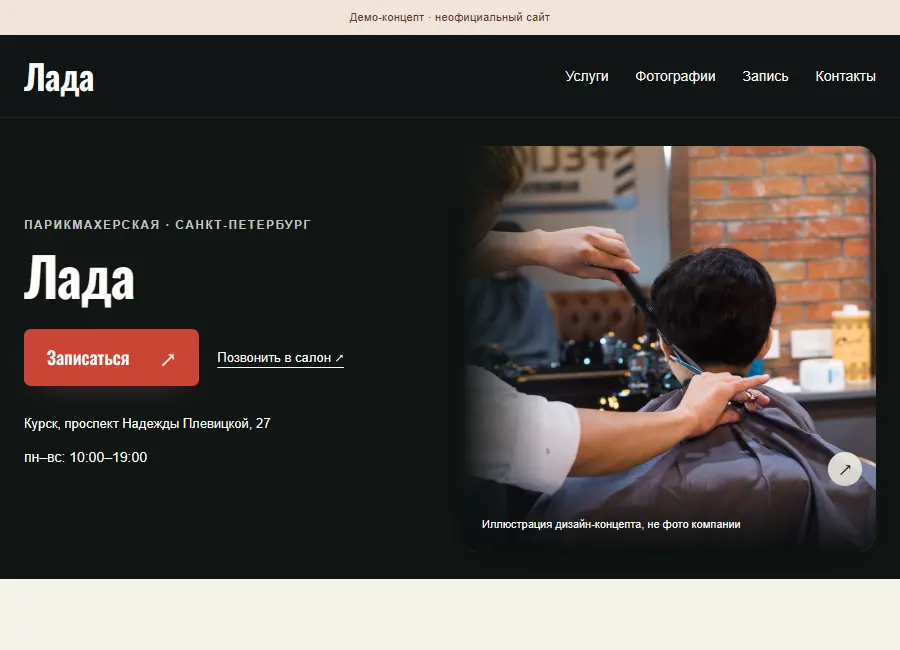 Демо-концепт · неофициальный сайт
Лада
Услуги Фотографии Запись Контакты
ПАРИКМАХЕРСКАЯ · САНКТ-ПЕТЕРБУРГ
Лада
Записаться ↗
Позвонить в салон ↗
Курск, проспект Надежды Плевицкой, 27
пн–вс: 10:00–19:00
↗
Иллюстрация дизайн-концепта, не фото компании